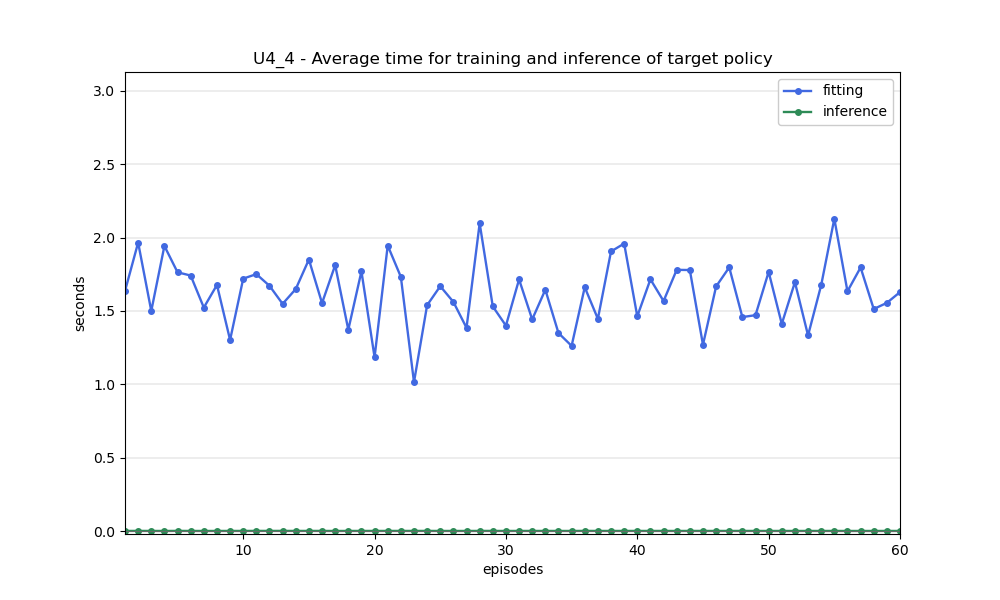 U4_4 - Average time for training and inference of target policy
fitting
inference
seconds
3.0
2.5
2.0
1.5
1.0
0.5
0.0
10
20
30
40
50
60
episodes